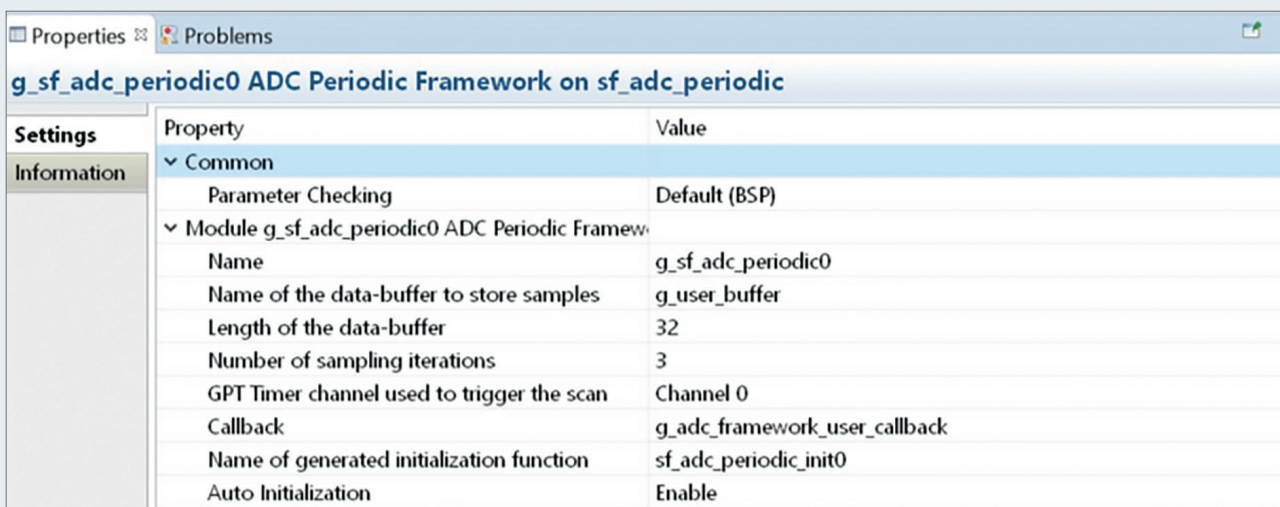 Properties Problems
g_sf_adc_periodic0 ADC Periodic Framework on sf_adc_periodic
Settings
Information
Property Value
Common
Parameter Checking Default (BSP)
Module g_sf_adc_periodic0 ADC Periodic Framew
Name g_sf_adc_periodic0
Name of the data-buffer to store samples g_user_buffer
Length of the data-buffer 32
Number of sampling iterations 3
GPT Timer channel used to trigger the scan Channel 0
Callback g_adc_framework_user_callback
Name of generated initialization function sf_adc_periodic_init0
Auto Initialization Enable